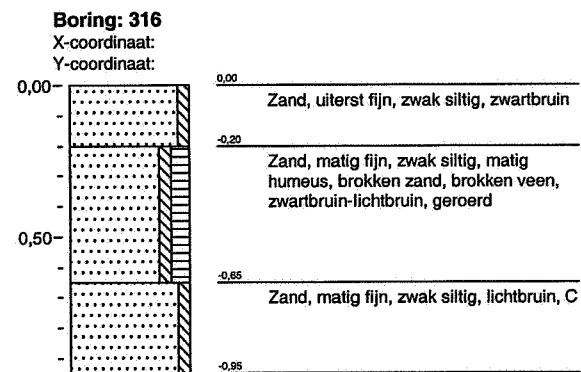 Boring: 316
X-coordinaat:
Y-coordinaat:
0,00
0,00
Zand, uiterst fijn, zwak siltig, zwartbruin
-0,20
Zand, matig fijn, zwak siltig, matig
humeus, brokken zand, brokken veen,
zwartbruin-lichtbruin, geroerd
0,50
-0,65
Zand, matig fijn, zwak siltig, lichtbruin, C
-0,95